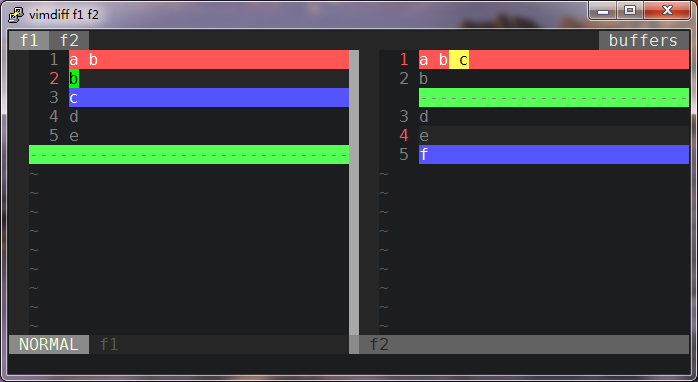 vimdiff f1 f2
f1 f2 buffers
1 a b
2 b
3 c
4 d
5 e
--------------------------------
~
~
~
~
~
~
~
~
~
1 a b c
2 b
---------------------------
3 d
4 e
5 f
~
~
~
~
~
~
~
~
~
NORMAL f1
f2